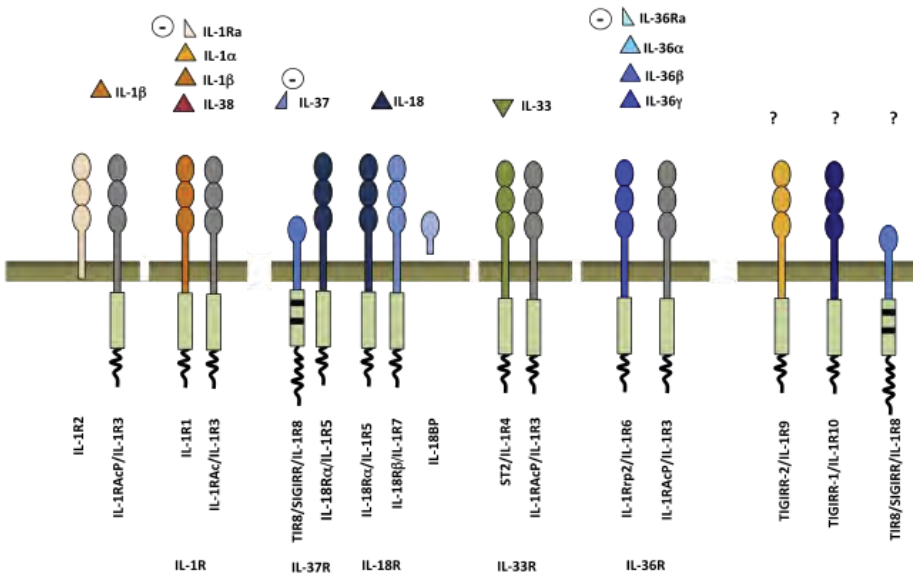 - IL-1Ra
IL-1α
IL-1β
IL-1β
IL-38
-
IL-37
IL-18
IL-33
- IL-36Ra
IL-36α
IL-36β
IL-36γ
?
?
?
IL-1R2
IL-1RAcP/IL-1R3
IL-1R1
IL-1RAc/IL-1R3
TIR8/SIGIRR/IL-1R8
IL-18Rα/IL-1R5
IL-18Rα/IL-1R5
IL-18Rβ/IL-1R7
IL-18BP
ST2/IL-1R4
IL-1RAcP/IL-1R3
IL-1Rrp2/IL-1R6
IL-1RAcP/IL-1R3
TIGIRR-2/IL-1R9
TIGIRR-1/IL-1R10
TIR8/SIGIRR/IL-1R8
IL-1R
IL-37R
IL-18R
IL-33R
IL-36R